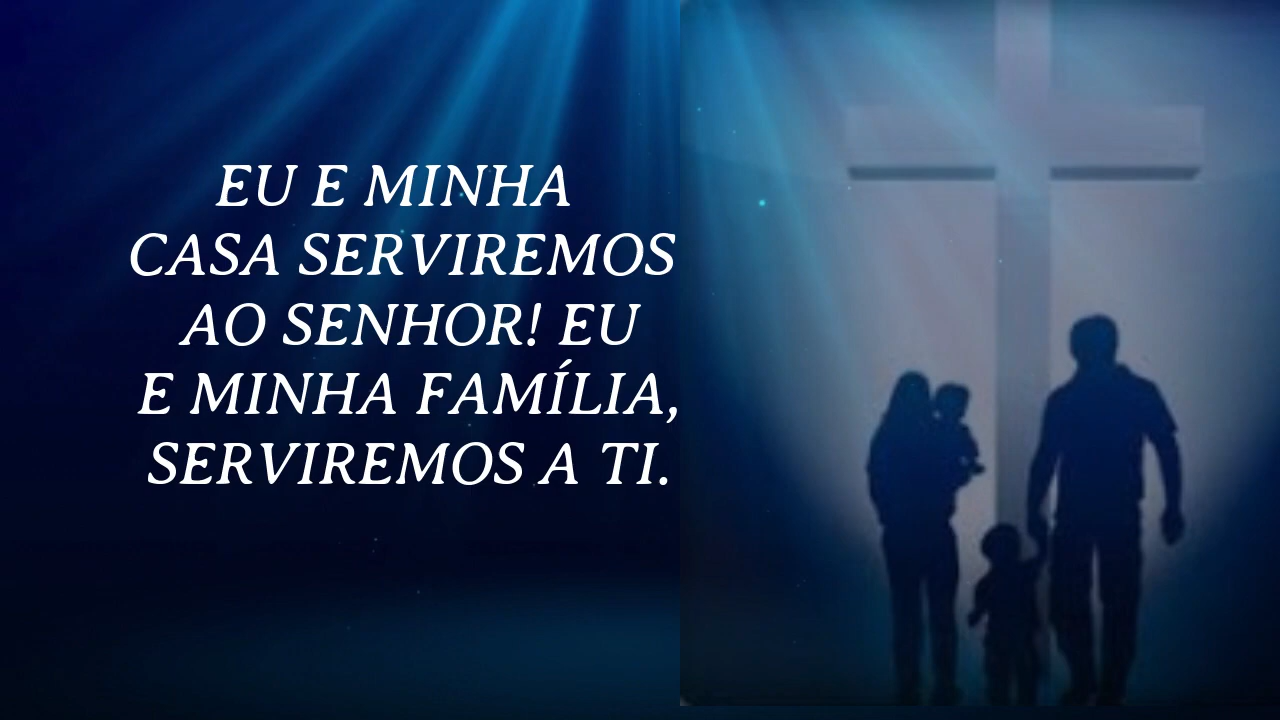 EU E MINHA
CASA SERVIREMOS
AO SENHOR! EU
E MINHA FAMÍLIA,
SERVIREMOS A TI.